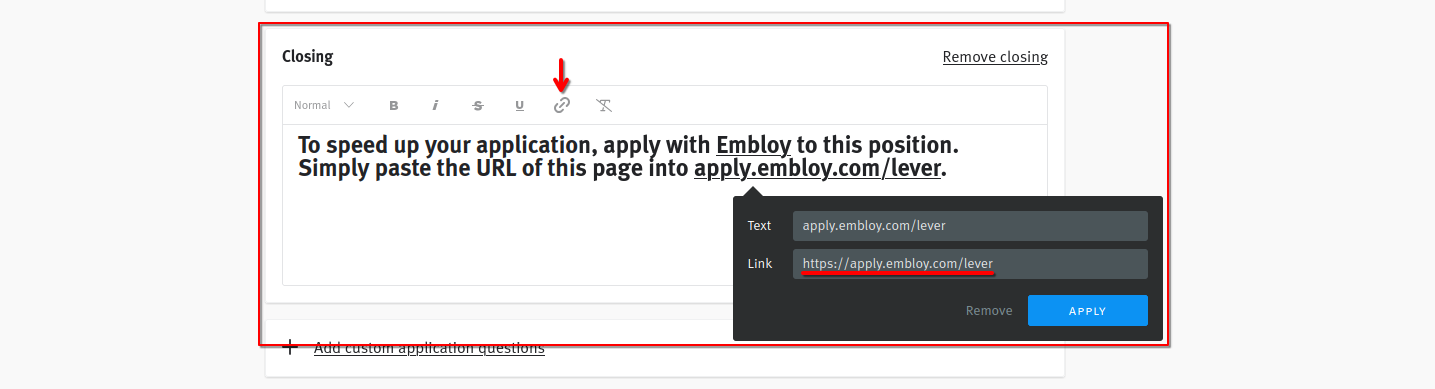 Closing
Remove closing
Normal
B i S U
To speed up your application, apply with Embloy to this position.
Simply paste the URL of this page into apply.embloy.com/lever.
Text apply.embloy.com/lever
Link https://apply.embloy.com/lever
Remove APPLY
Add custom application questions